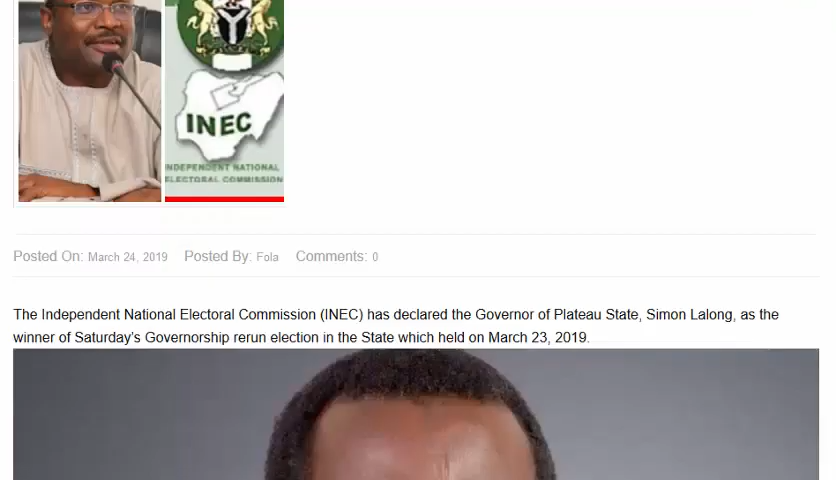 INEC
INDEPENDENT NATIONAL
ELECTORAL COMMISSION
Posted On: March 24, 2019 Posted By: Fola Comments: 0
The Independent National Electoral Commission (INEC) has declared the Governor of Plateau State, Simon Lalong, as the
winner of Saturday's Governorship rerun election in the State which held on March 23, 2019.